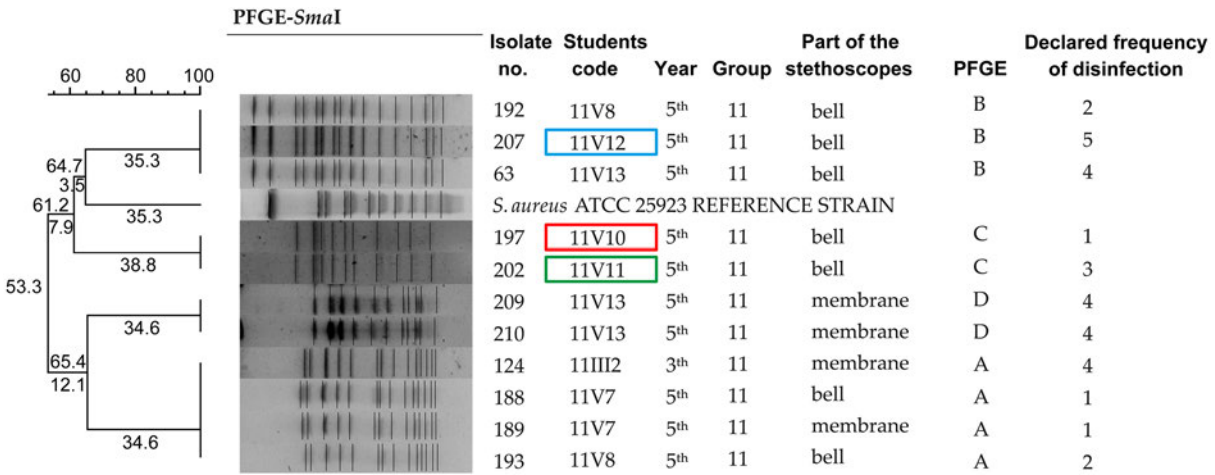 PFGE-SmaI
Isolate no. Students code Year Group Part of the stethoscopes PFGE Declared frequency of disinfection
60 80 100
192 11V8 5th 11 bell B 2
207 11V12 5th 11 bell B 5
35.3
64.7
63 11V13 5th 11 bell B 4
3.5
S. aureus ATCC 25923 REFERENCE STRAIN
61.2
35.3
7.9
197 11V10 5th 11 bell C 1
38.8
202 11V11 5th 11 bell C 3
53.3
209 11V13 5th 11 membrane D 4
34.6
210 11V13 5th 11 membrane D 4
65.4
124 11III2 3th 11 membrane A 4
12.1
188 11V7 5th 11 bell A 1
189 11V7 5th 11 membrane A 1
34.6
193 11V8 5th 11 bell A 2